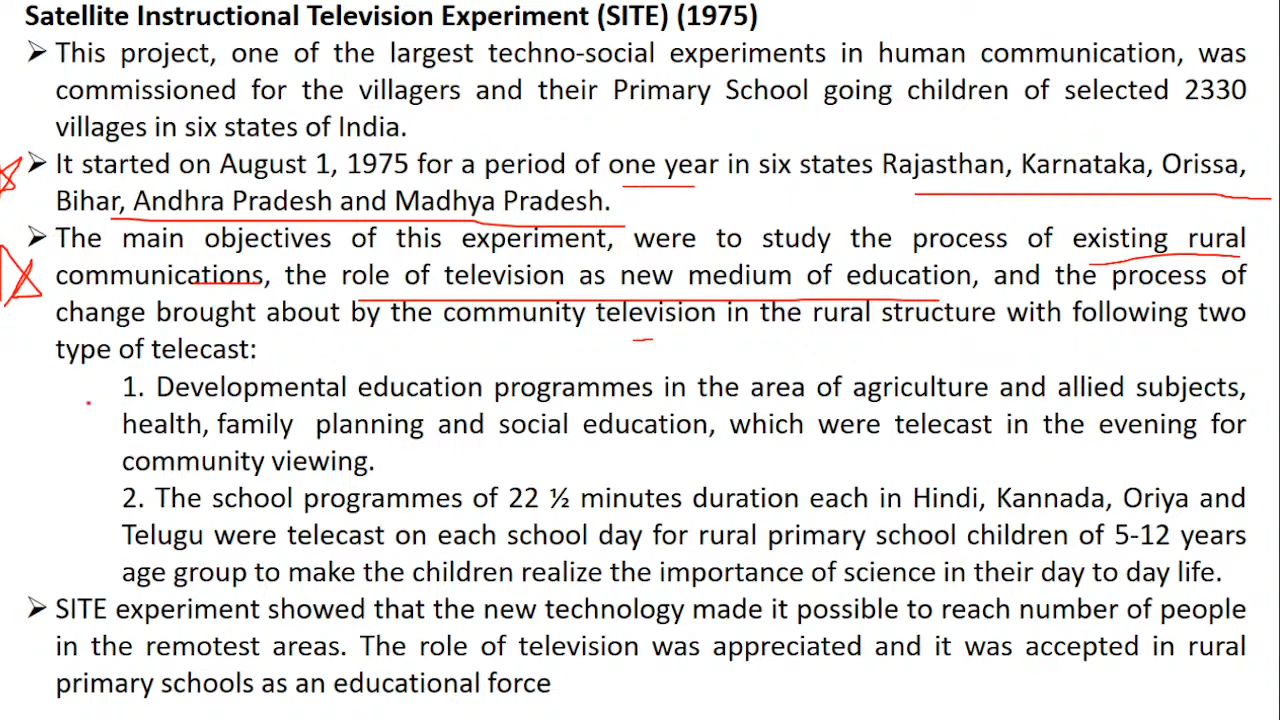 Satellite Instructional Television Experiment (SITE) (1975)
➢ This project, one of the largest techno-social experiments in human communication, was
commissioned for the villagers and their Primary School going children of selected 2330
villages in six states of India.
➢ It started on August 1, 1975 for a period of one year in six states Rajasthan, Karnataka, Orissa,
Bihar, Andhra Pradesh and Madhya Pradesh.
➢ The main objectives of this experiment, were to study the process of existing rural
communications, the role of television as new medium of education, and the process of
change brought about by the community television in the rural structure with following two
type of telecast:
1. Developmental education programmes in the area of agriculture and allied subjects,
health, family planning and social education, which were telecast in the evening for
community viewing.
2. The school programmes of 22 ½ minutes duration each in Hindi, Kannada, Oriya and
Telugu were telecast on each school day for rural primary school children of 5-12 years
age group to make the children realize the importance of science in their day to day life.
➢ SITE experiment showed that the new technology made it possible to reach number of people
in the remotest areas. The role of television was appreciated and it was accepted in rural
primary schools as an educational force